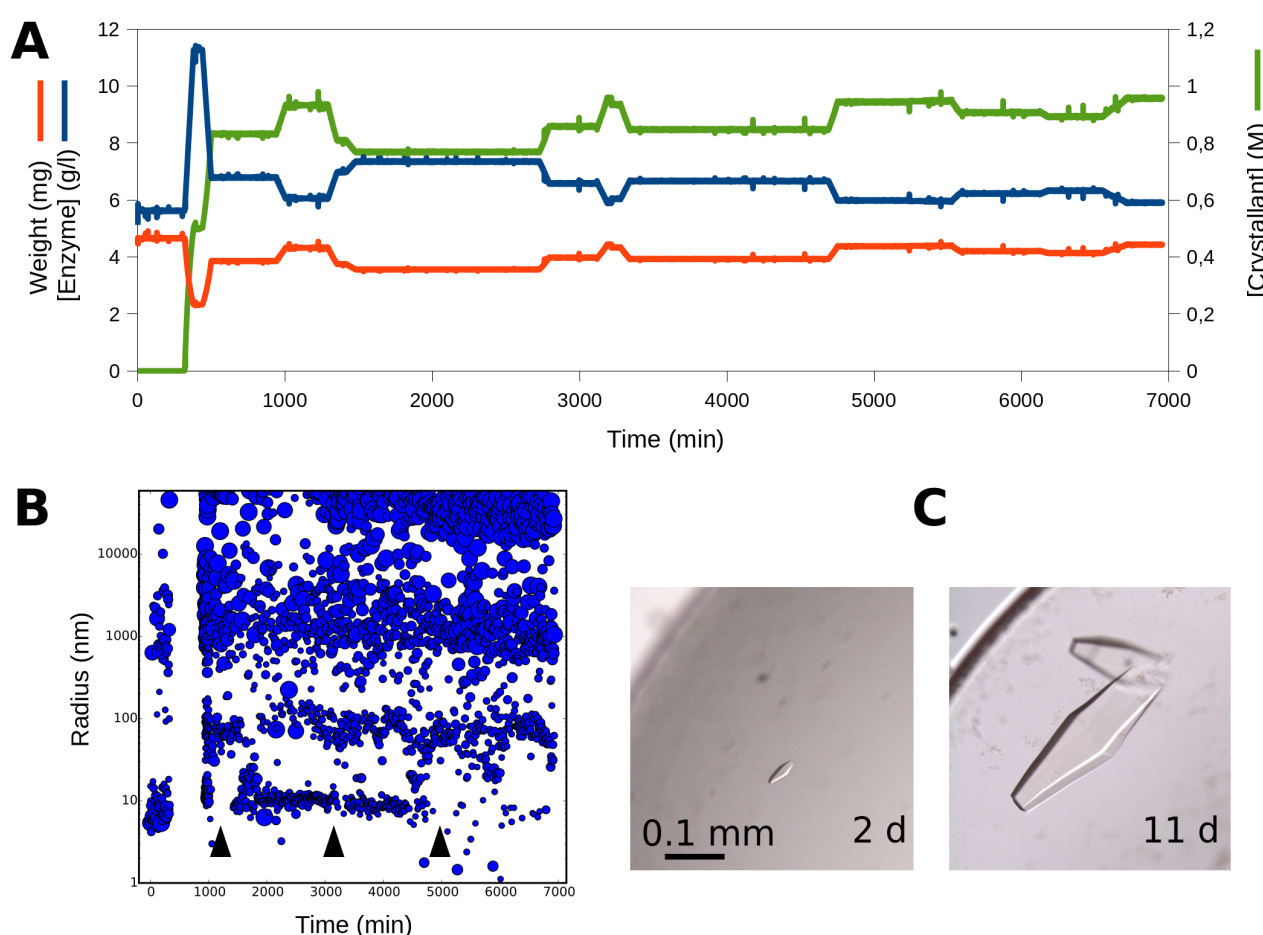 A
Weight (mg)
[Enzyme] (g/l)
12
10
8
6
4
2
0
1,2
1
0,8
0,6
0,4
0,2
0
[Crystallant] (M)
0 1000 2000 3000 4000 5000 6000 7000
Time (min)
B
Radius (nm)
10000
1000
100
10
1
0 1000 2000 3000 4000 5000 6000 7000
Time (min)
C
0.1 mm 2 d
11 d